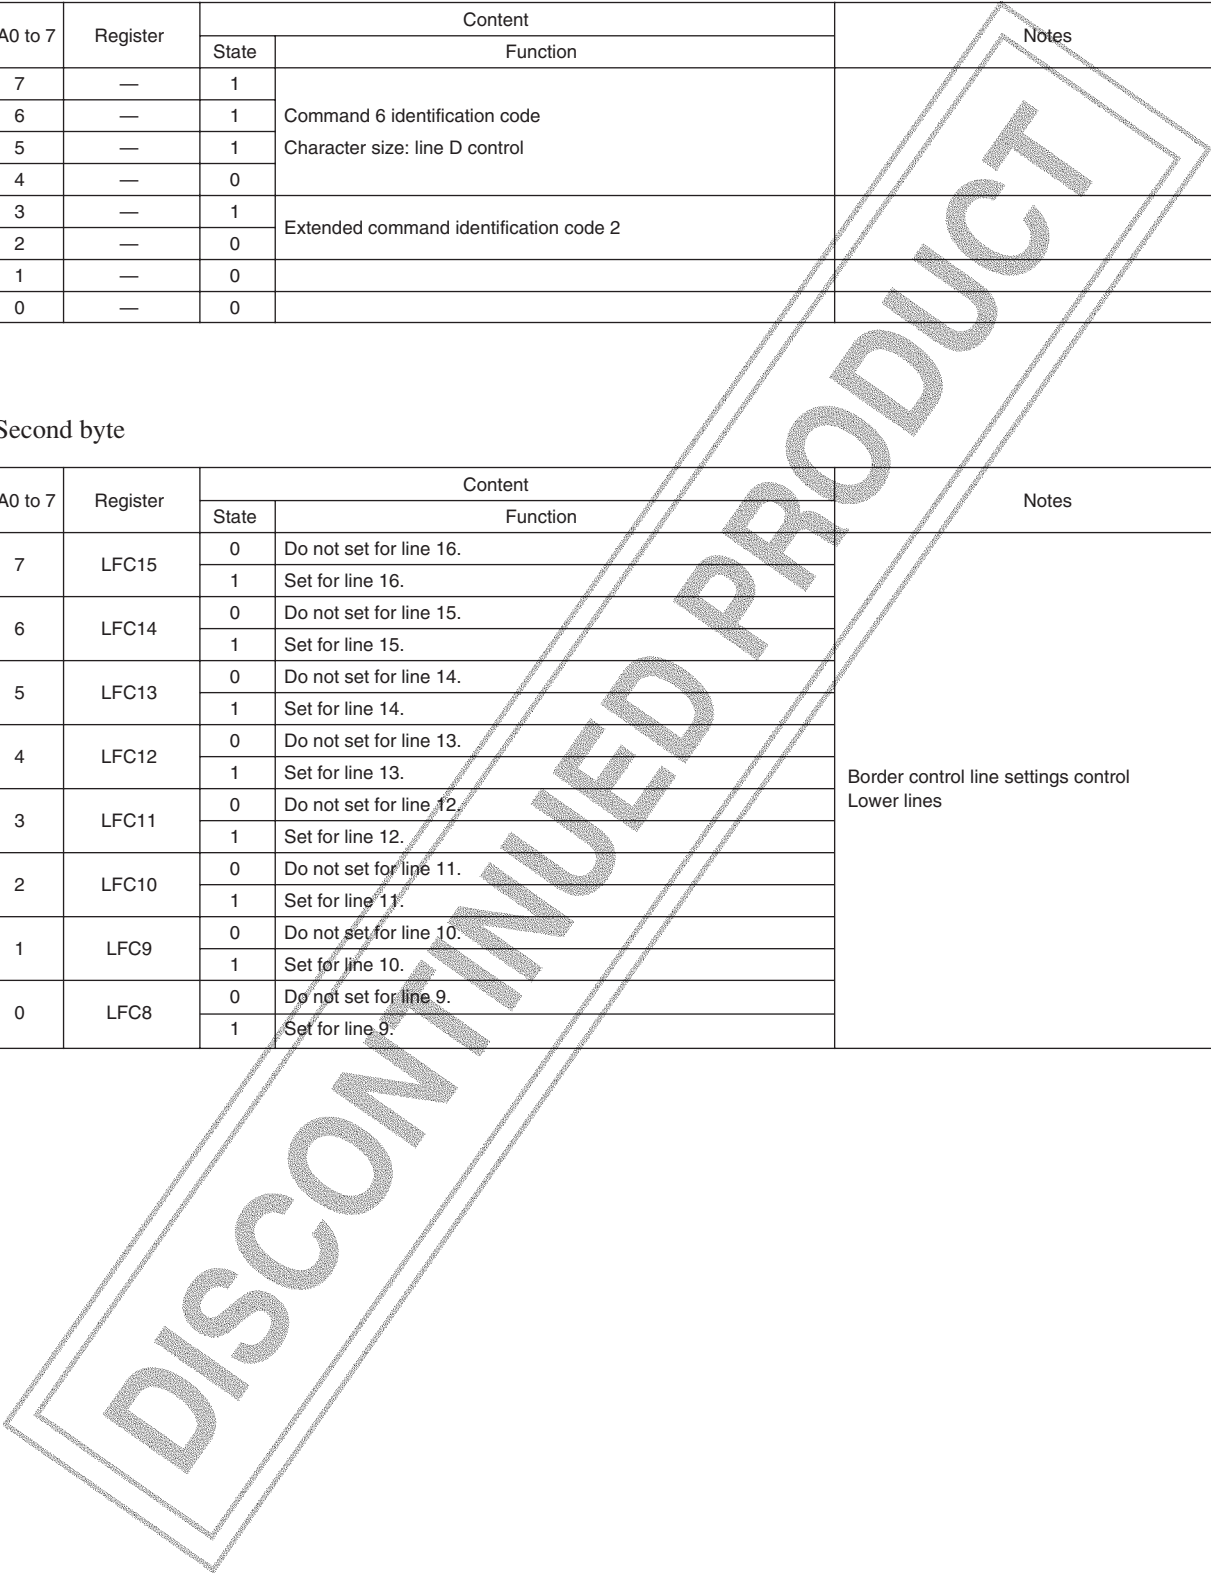 A0 to 7 Register Content Notes
State Function
7 — 1
6 — 1 Command 6 identification code
5 — 1 Character size: line D control
4 — 0
3 — 1 Extended command identification code 2
2 — 0
1 — 0
0 — 0
Second byte
A0 to 7 Register Content Notes
State Function
7 LFC15 0 Do not set for line 16.
1 Set for line 16.
6 LFC14 0 Do not set for line 15.
1 Set for line 15.
5 LFC13 0 Do not set for line 14.
1 Set for line 14.
4 LFC12 0 Do not set for line 13.
1 Set for line 13.
Border control line settings control
Lower lines
3 LFC11 0 Do not set for line 12.
1 Set for line 12.
2 LFC10 0 Do not set for line 11.
1 Set for line 11.
1 LFC9 0 Do not set for line 10.
1 Set for line 10.
0 LFC8 0 Do not set for line 9.
1 Set for line 9.
DISCONTINUED PRODUCT